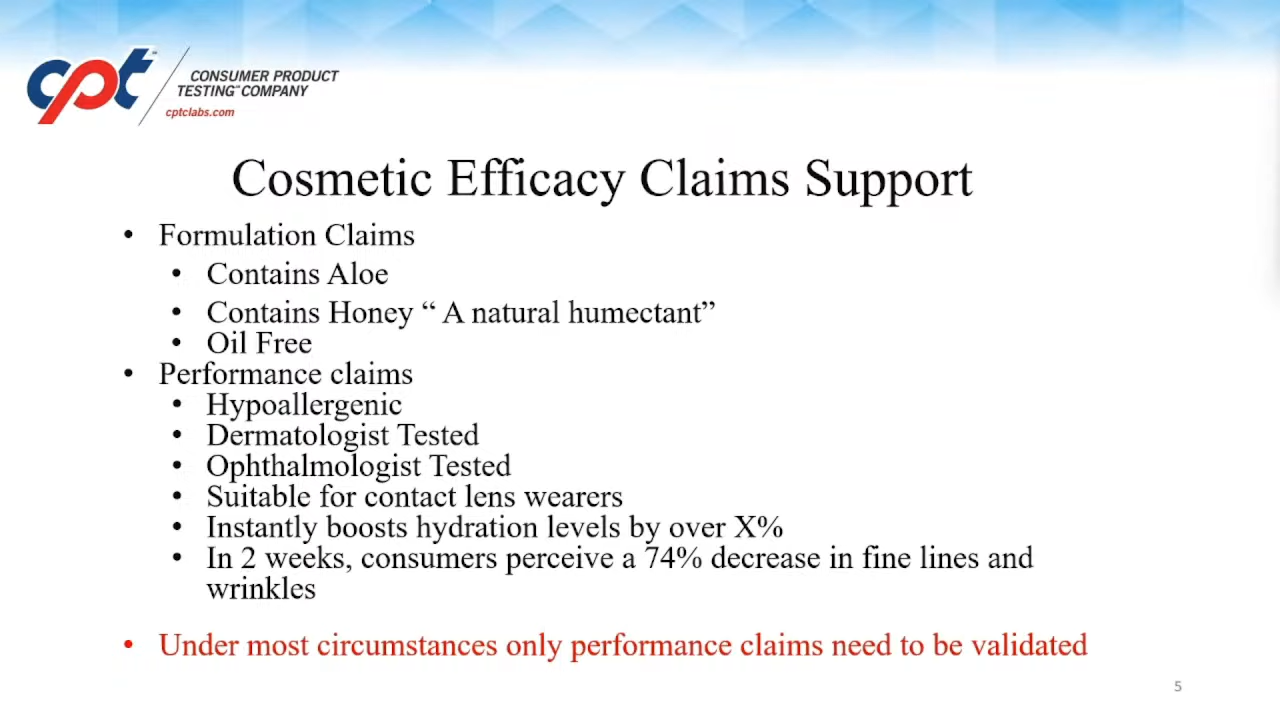 cpt
CONSUMER PRODUCT
TESTING COMPANY
cptclabs.com
Cosmetic Efficacy Claims Support
• Formulation Claims
• Contains Aloe
• Contains Honey “ A natural humectant”
• Oil Free
• Performance claims
• Hypoallergenic
• Dermatologist Tested
• Ophthalmologist Tested
• Suitable for contact lens wearers
• Instantly boosts hydration levels by over X%
• In 2 weeks, consumers perceive a 74% decrease in fine lines and
wrinkles
• Under most circumstances only performance claims need to be validated
5